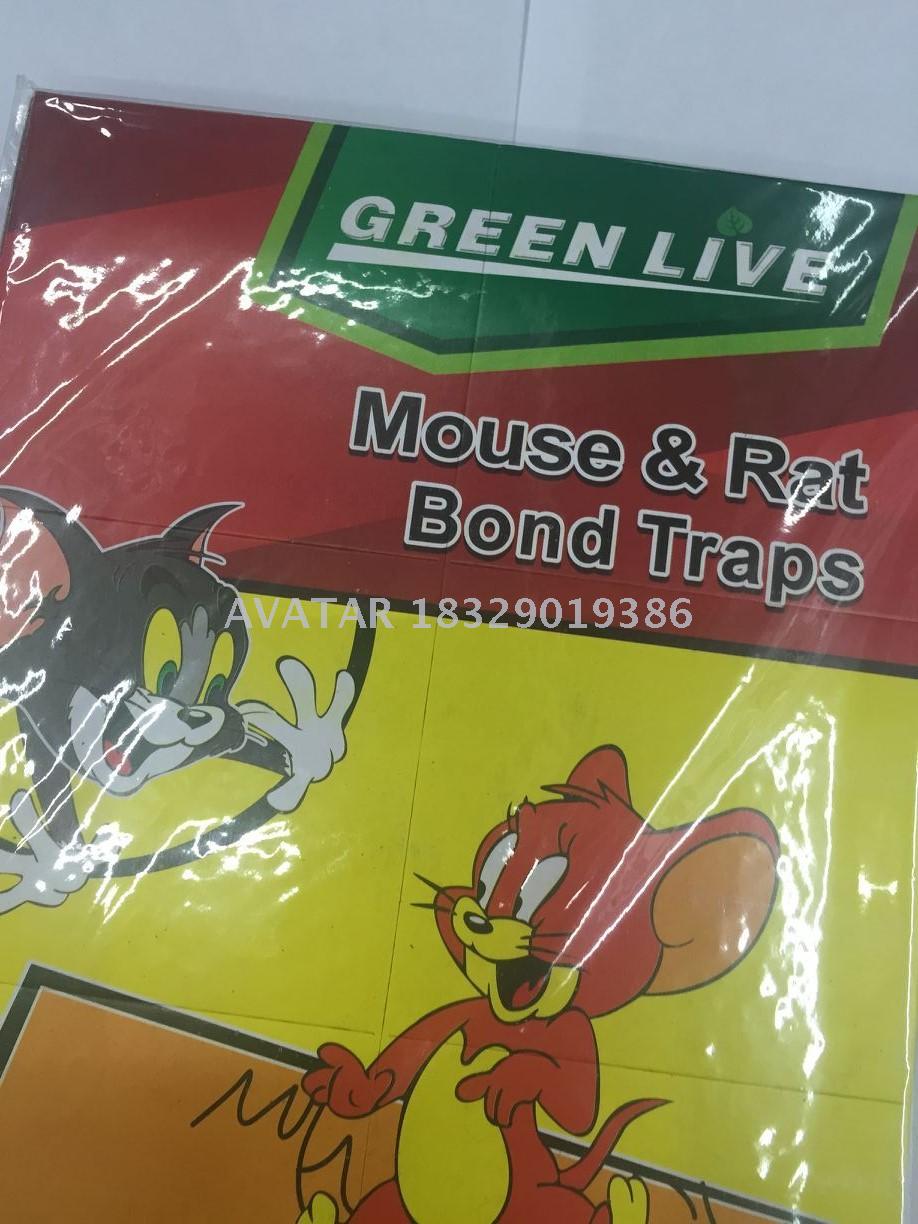 GREEN LIVE
Mouse & Rat
Bond Traps
AVATAR 18329019386